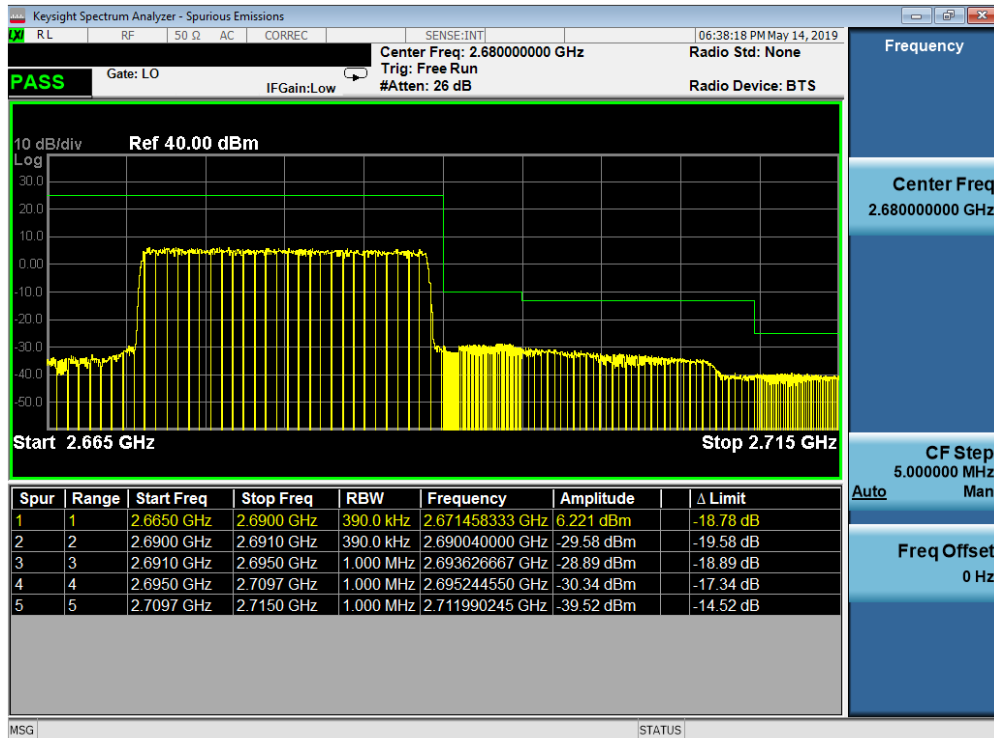 Keysight Spectrum Analyzer - Spurious Emissions
LXI RL RF 50 Ω AC CORREC SENSE:INT 06:38:18 PM May 14, 2019
Center Freq: 2.680000000 GHz Radio Std: None
PASS Gate: LO Trig: Free Run
IFGain:Low #Atten: 26 dB Radio Device: BTS
10 dB/div Ref 40.00 dBm
Log
30.0
20.0
10.0
0.00
-10.0
-20.0
-30.0
-40.0
-50.0
Start 2.665 GHz Stop 2.715 GHz
Spur Range Start Freq Stop Freq RBW Frequency Amplitude Δ Limit
1 1 2.6650 GHz 2.6900 GHz 390.0 kHz 2.671458333 GHz 6.221 dBm -18.78 dB
2 2 2.6900 GHz 2.6910 GHz 390.0 kHz 2.690040000 GHz -29.58 dBm -19.58 dB
3 3 2.6910 GHz 2.6950 GHz 1.000 MHz 2.693626667 GHz -28.89 dBm -18.89 dB
4 4 2.6950 GHz 2.7097 GHz 1.000 MHz 2.695244550 GHz -30.34 dBm -17.34 dB
5 5 2.7097 GHz 2.7150 GHz 1.000 MHz 2.711990245 GHz -39.52 dBm -14.52 dB
Frequency
Center Freq
2.680000000 GHz
CF Step
5.000000 MHz
Auto Man
Freq Offset
0 Hz
MSG STATUS